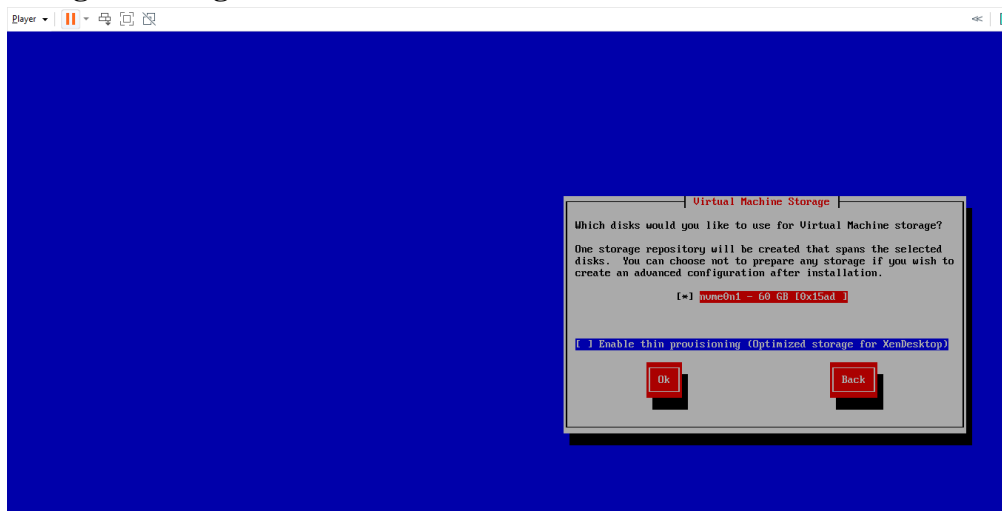 Player
Virtual Machine Storage
Which disks would you like to use for Virtual Machine storage?
One storage repository will be created that spans the selected
disks.  You can choose not to prepare any storage if you wish to
create an advanced configuration after installation.
[*] nvme0n1 - 60 GB [0x15ad ]
[ ] Enable thin provisioning (Optimized storage for XenDesktop)
Ok Back